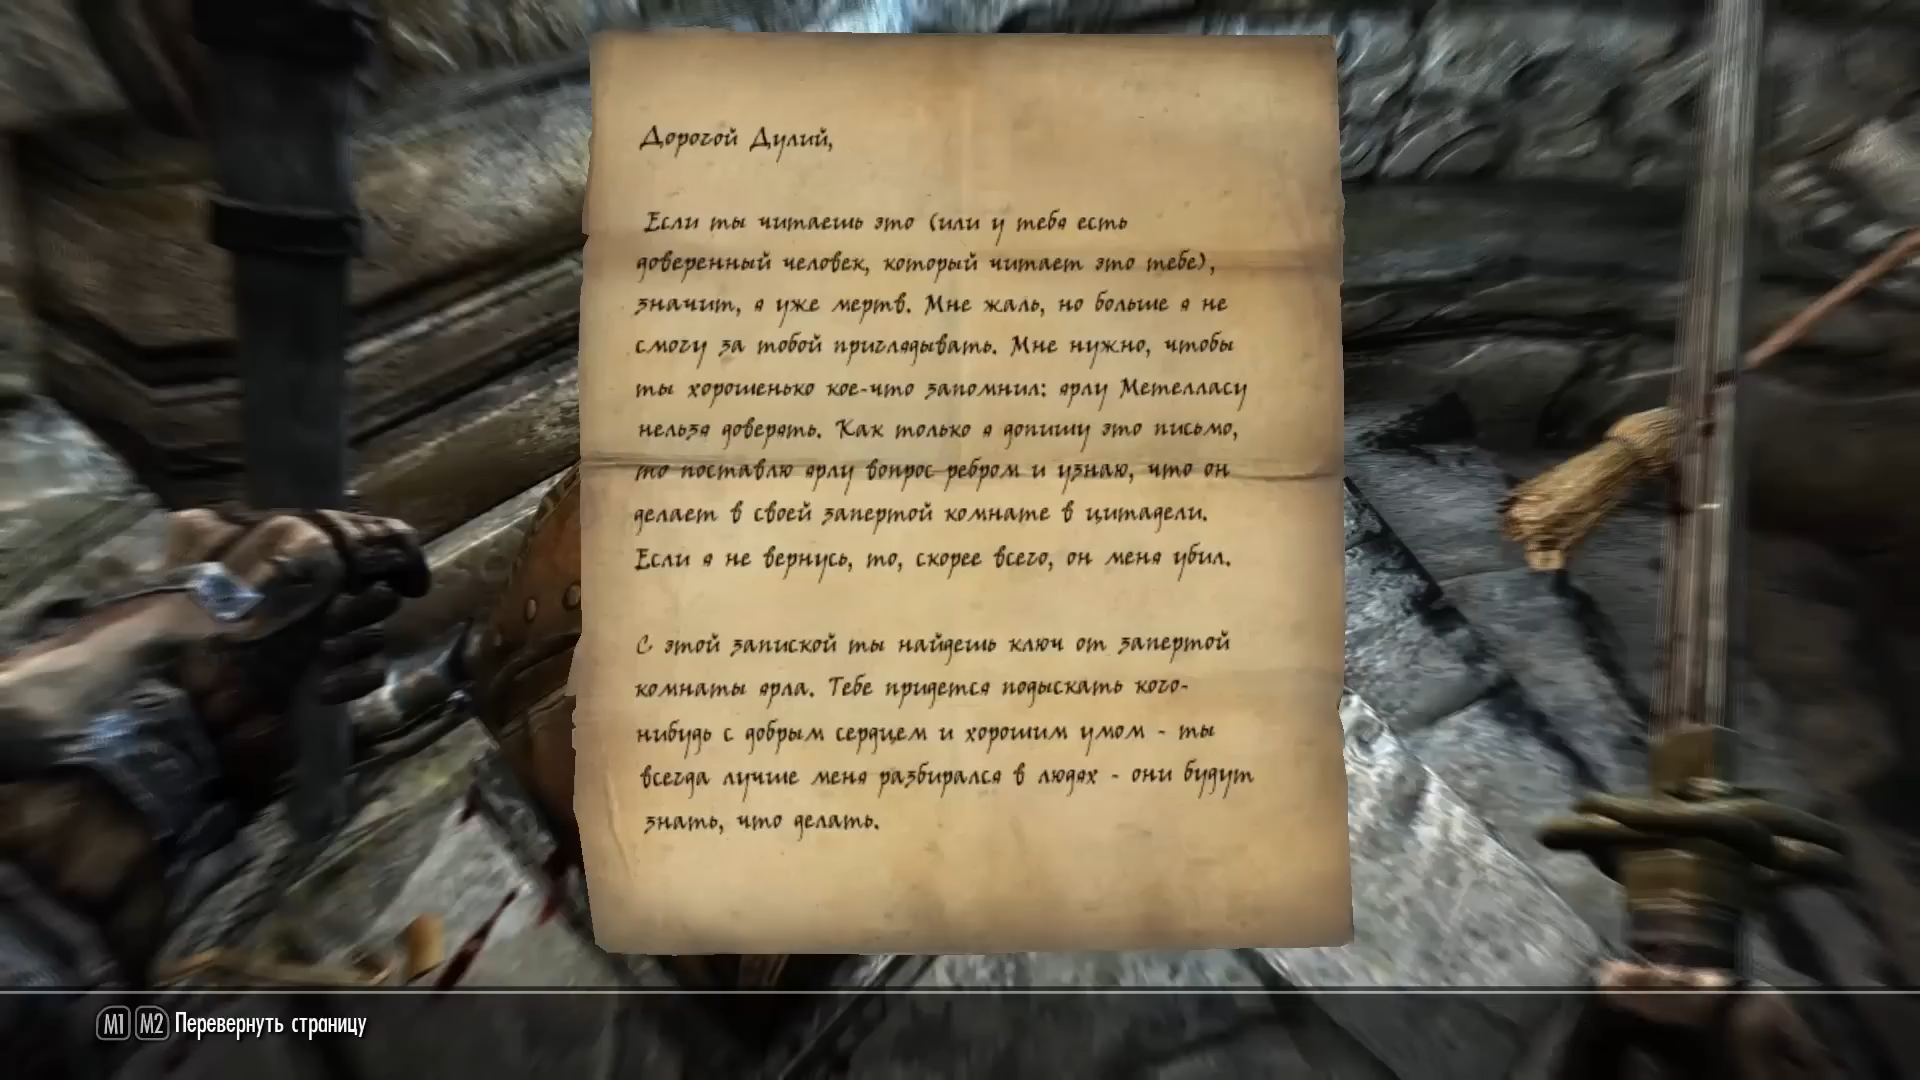 Дорогой Дулий,
Если ты читаешь это (или у тебя есть
доверенный человек, который читает это тебе),
значит, я уже мертв. Мне жаль, но больше я не
смогу за тобой приглядывать. Мне нужно, чтобы
ты хорошенько кое-что запомнил: ярлу Метелласу
нельзя доверять. Как только я допишу это письмо,
то поставлю ярлу вопрос ребром и узнаю, что он
делает в своей запертой комнате в цитадели.
Если я не вернусь, то, скорее всего, он меня убил.
С этой запиской ты найдешь ключ от запертой
комнаты ярла. Тебе придется подыскать кого-
нибудь с добрым сердцем и хорошим умом - ты
всегда лучше меня разбирался в людях - они будут
знать, что делать.
M1 M2 Перевернуть страницу